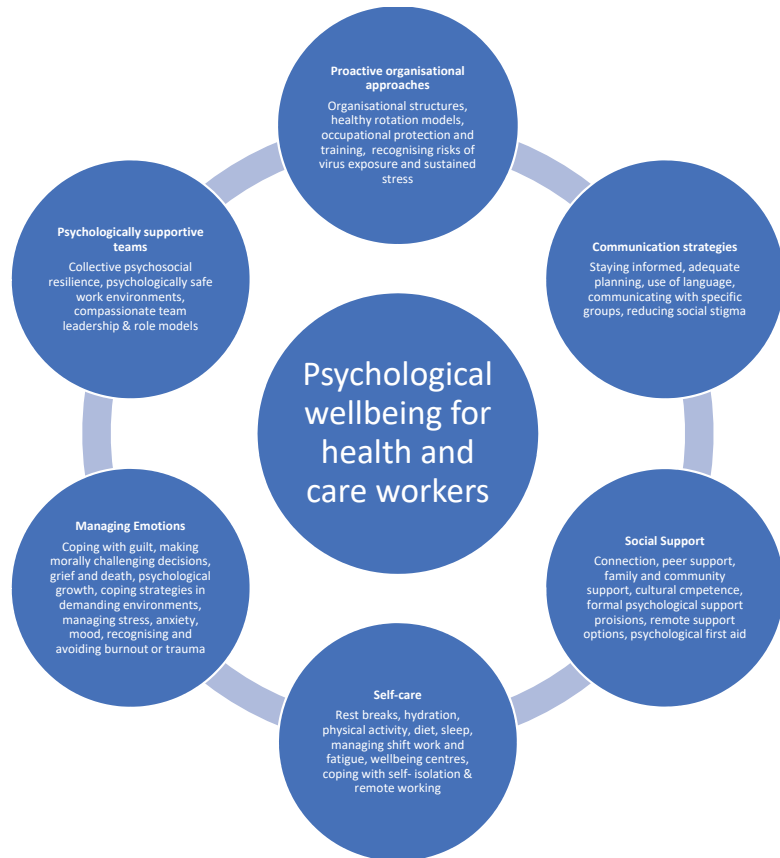 Proactive organisational
approaches
Organisational structures,
healthy rotation models,
occupational protection and
training,  recognising risks of
virus exposure and sustained
stress
Psychologically supportive
teams
Collective psychosocial
resilience, psychologically safe
work environments,
compassionate team
leadership & role models
Communication strategies
Staying informed, adequate
planning, use of language,
communicating with specific
groups, reducing social stigma
Psychological
wellbeing for
health and
care workers
Managing Emotions
Coping with guilt, making
morally challenging decisions,
grief and death, psychological
growth, coping strategies in
demanding environments,
managing stress, anxiety,
mood, recognising and
avoiding burnout or trauma
Social Support
Connection, peer support,
family and community
support, cultural cmpetence,
formal psychological support
proisions, remote support
options, psychological first aid
Self-care
Rest breaks, hydration,
physical activity, diet, sleep,
managing shift work and
fatigue, wellbeing centres,
coping with self- isolation &
remote working